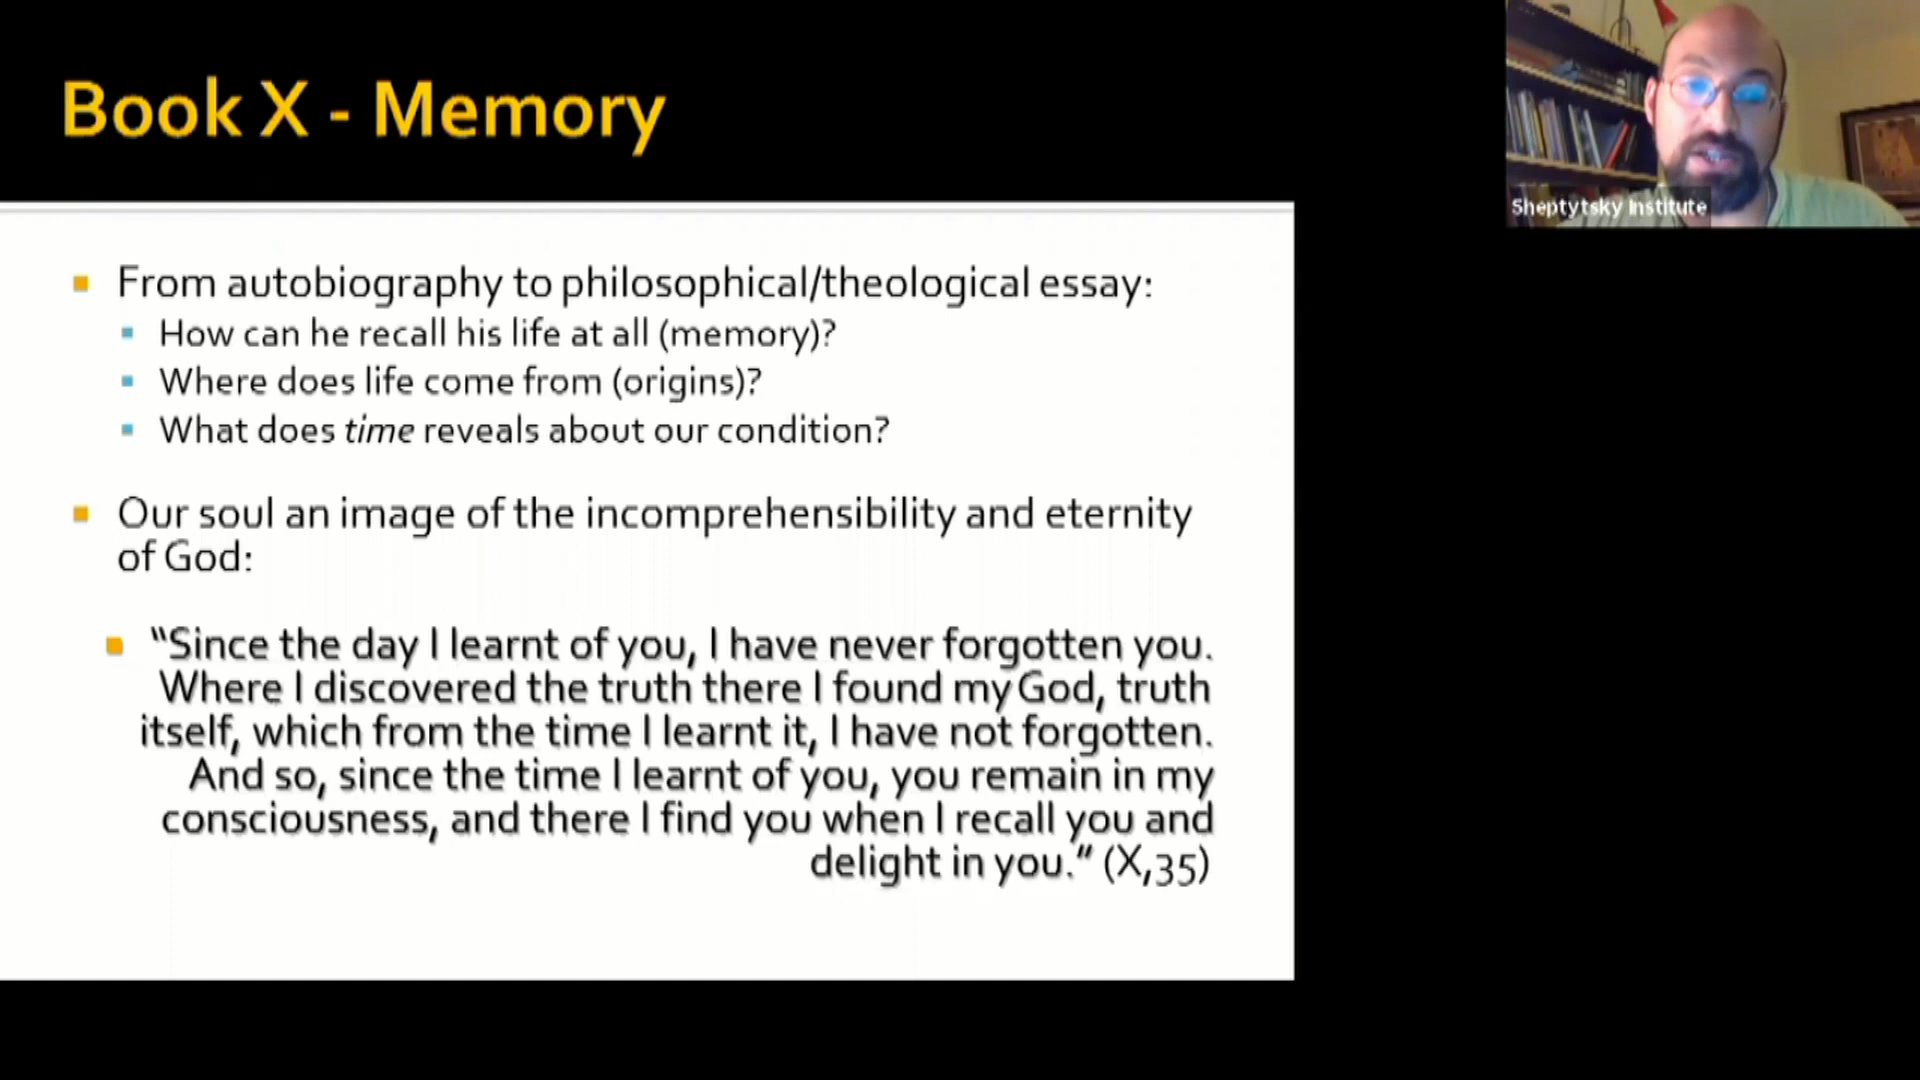 Book X - Memory
Sheptytsky Institute
From autobiography to philosophical/theological essay:
How can he recall his life at all (memory)?
Where does life come from (origins)?
What does time reveals about our condition?
Our soul an image of the incomprehensibility and eternity
of God:
“Since the day I learnt of you, I have never forgotten you.
Where I discovered the truth there I found my God, truth
itself, which from the time I learnt it, I have not forgotten.
And so, since the time I learnt of you, you remain in my
consciousness, and there I find you when I recall you and
delight in you.” (X,35)